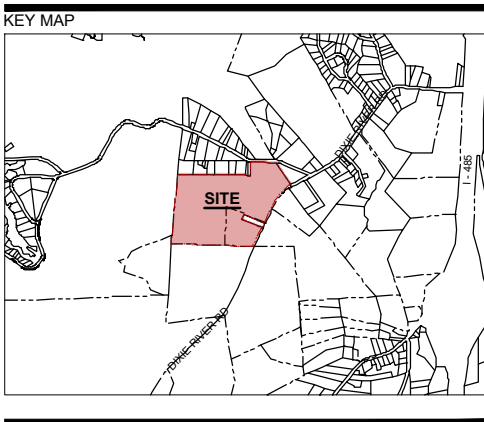 KEY MAP
DIXIE RIVER RD
I - 485
SITE
DIXIE RIVER RD